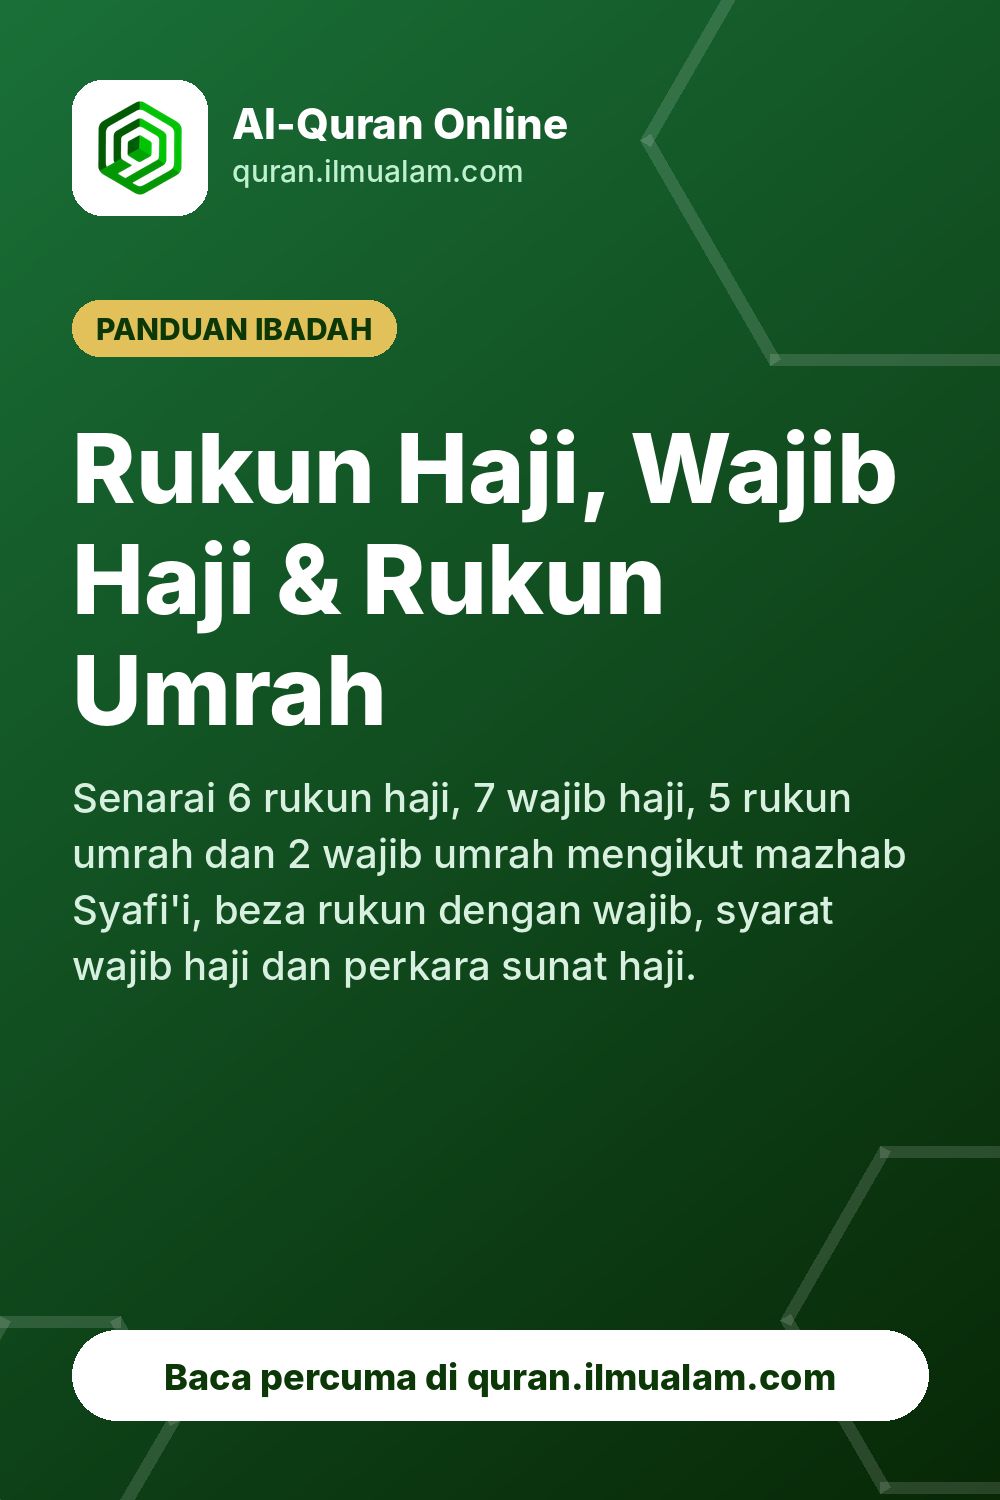 Al-Quran Online
quran.ilmualam.com
PANDUAN IBADAH
Rukun Haji, Wajib
Haji & Rukun
Umrah
Senarai 6 rukun haji, 7 wajib haji, 5 rukun
umrah dan 2 wajib umrah mengikut mazhab
Syafi'i, beza rukun dengan wajib, syarat
wajib haji dan perkara sunat haji.
Baca percuma di quran.ilmualam.com